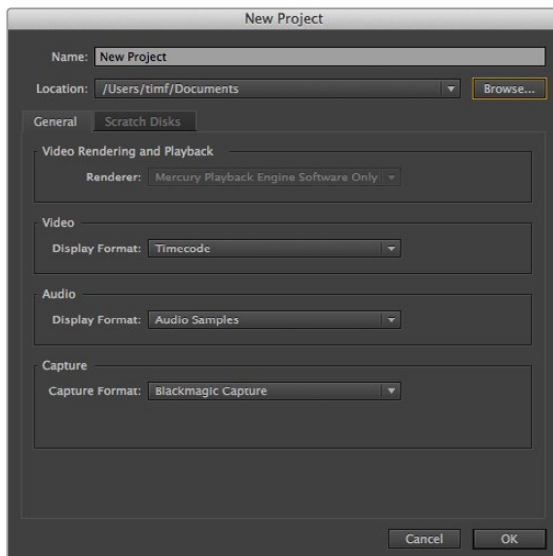 New Project
Name: New Project
Location: /Users/timf/Documents Browse...
General Scratch Disks
Video Rendering and Playback
Renderer: Mercury Playback Engine Software Only
Video
Display Format: Timecode
Audio
Display Format: Audio Samples
Capture
Capture Format: Blackmagic Capture
Cancel OK